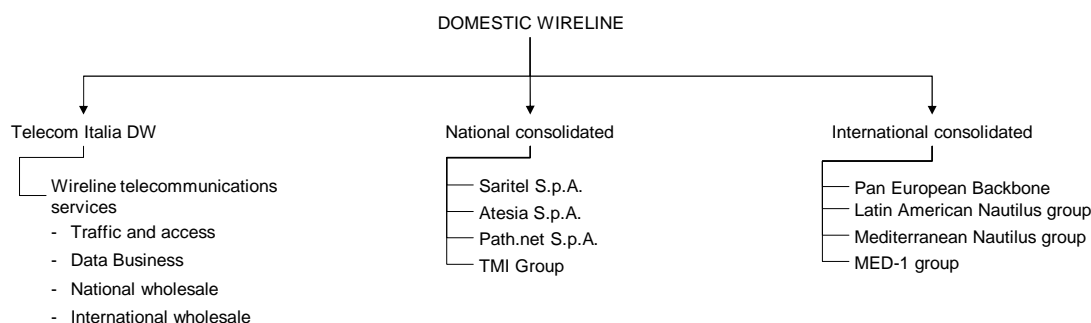 DOMESTIC WIRELINE
Telecom Italia DW
Wireline telecommunications
services
- Traffic and access
- Data Business
- National wholesale
- International wholesale
National consolidated
Saritel S.p.A.
Atesia S.p.A.
Path.net S.p.A.
TMI Group
International consolidated
Pan European Backbone
Latin American Nautilus group
Mediterranean Nautilus group
MED-1 group